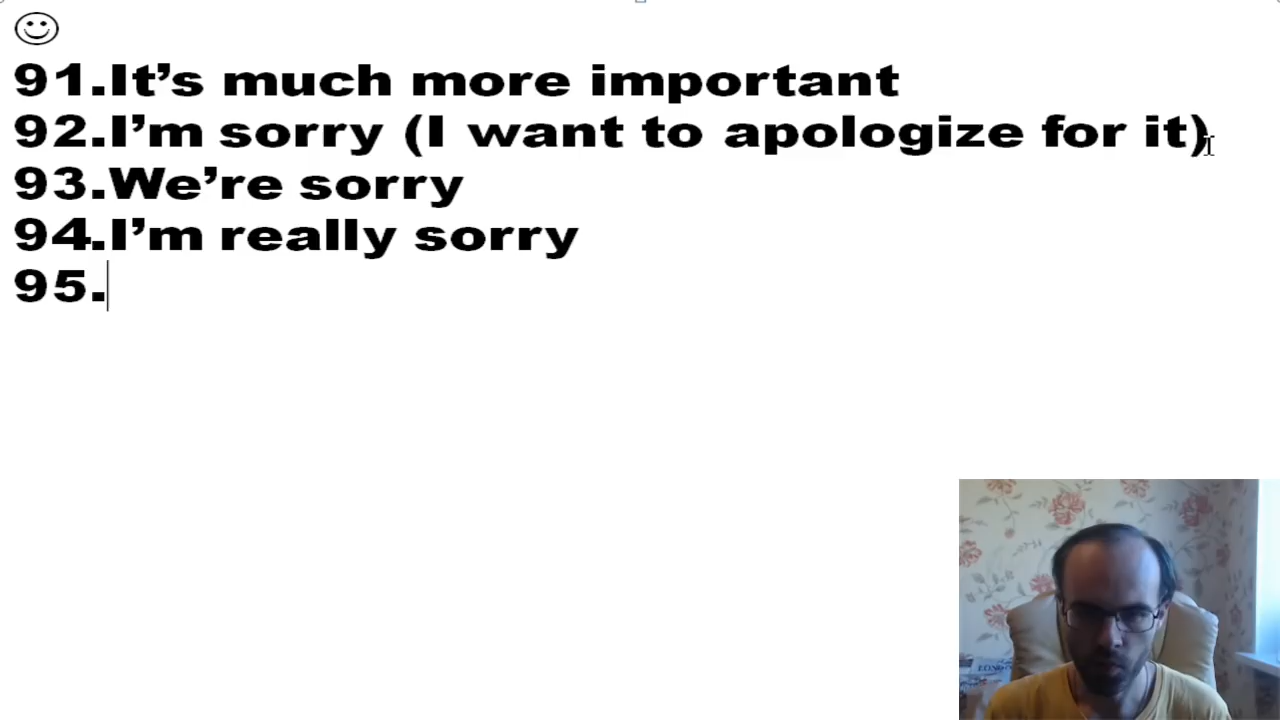 91.It's much more important
92.I'm sorry (I want to apologize for it)
93.We're sorry
94.I'm really sorry
95.